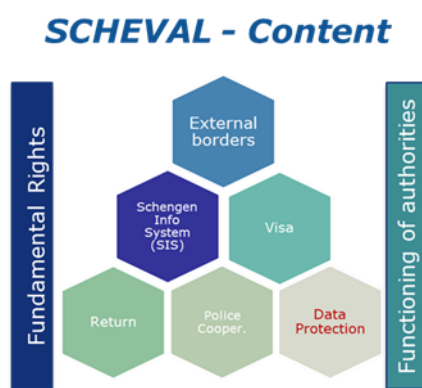 SCHEVAL - Content
Fundamental Rights
External
borders
Schengen
Info
System
(SIS)
Visa
Return
Police
Cooper.
Data
Protection
Functioning of authorities